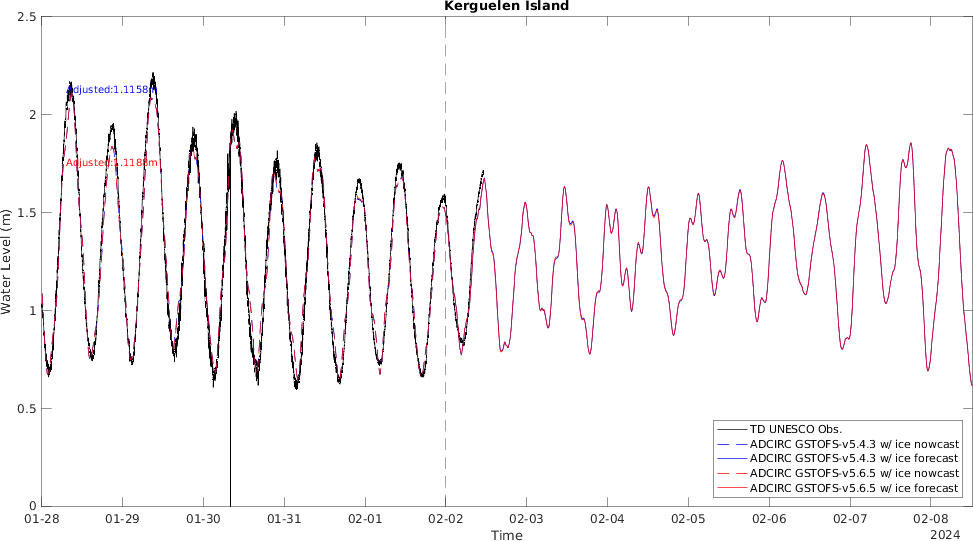 Kerguelen Island
2.5
2
1.5
1
0.5
0
Water Level (m)
Adjusted:1.1158m
Adjusted:1.1188m
TD UNESCO Obs.
ADCIRC GSTOFS-v5.4.3 w/ ice nowcast
ADCIRC GSTOFS-v5.4.3 w/ ice forecast
ADCIRC GSTOFS-v5.6.5 w/ ice nowcast
ADCIRC GSTOFS-v5.6.5 w/ ice forecast
01-28 01-29 01-30 01-31 02-01 02-02 02-03 02-04 02-05 02-06 02-07 02-08
Time
2024